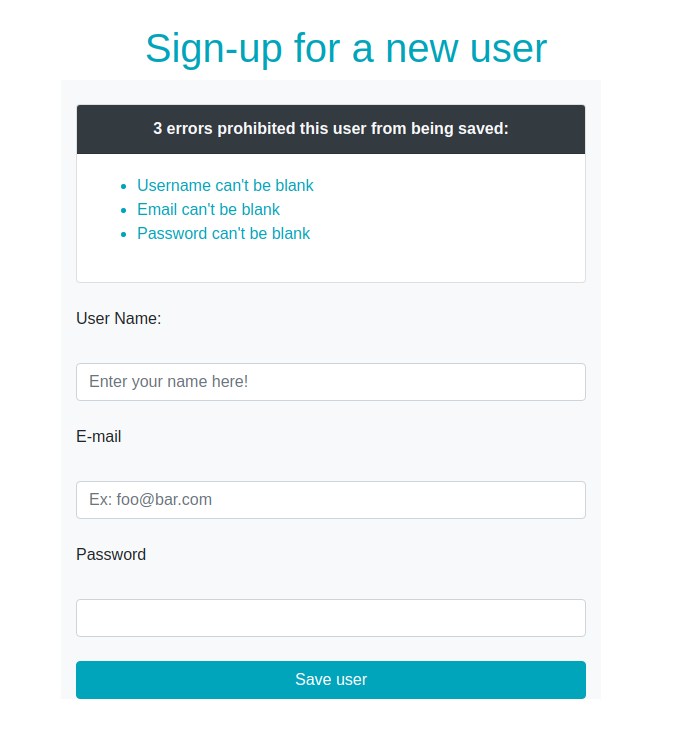 Sign-up for a new user
3 errors prohibited this user from being saved:
Username can't be blank
Email can't be blank
Password can't be blank
User Name:
Enter your name here!
E-mail
Ex: foo@bar.com
Password
Save user